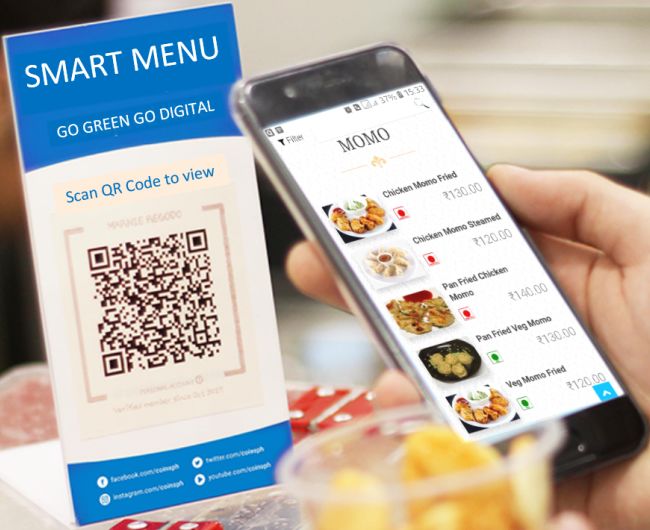 SMART MENU
GO GREEN GO DIGITAL
Scan QR Code to view
MARNIE REGODO
PERSONAL ACCOUNT
Verified member since Oct 2017
facebook.com/coinsph
twitter.com/coinsph
instagram.com/coinsph
youtube.com/coinsph
37% 15:33
Filter
MOMO
Chicken Momo Fried
₹130.00
Chicken Momo Steamed
₹120.00
Pan Fried Chicken
Momo
₹140.00
Pan Fried Veg Momo
₹130.00
Veg Momo Fried
₹120.00